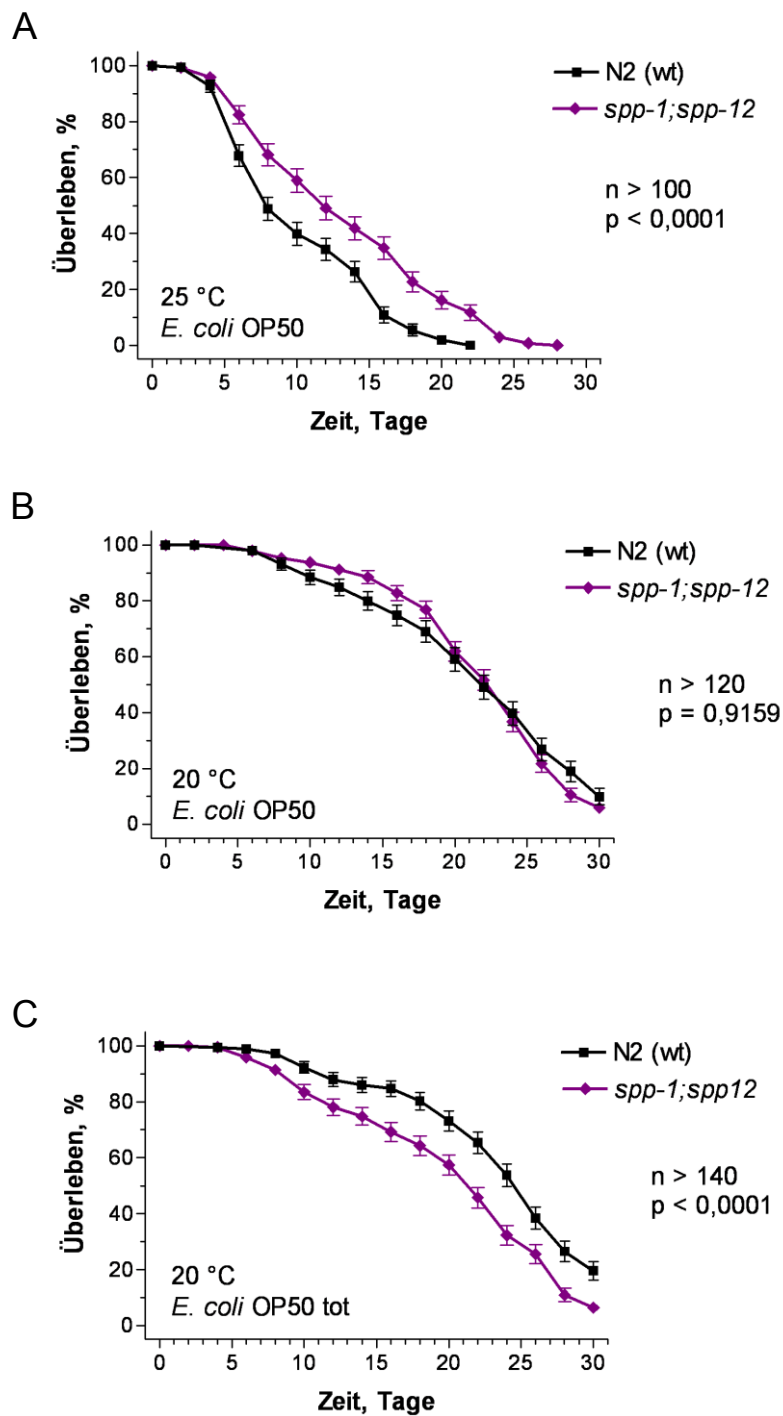 A
100
80
60
40
20
0
Überleben, %
N2 (wt)
spp-1;spp-12
n > 100
p < 0,0001
25 °C
E. coli OP50
0 5 10 15 20 25 30
Zeit, Tage
B
100
80
60
40
20
0
Überleben, %
N2 (wt)
spp-1;spp-12
n > 120
p = 0,9159
20 °C
E. coli OP50
0 5 10 15 20 25 30
Zeit, Tage
C
100
80
60
40
20
0
Überleben, %
N2 (wt)
spp-1;spp12
n > 140
p < 0,0001
20 °C
E. coli OP50 tot
0 5 10 15 20 25 30
Zeit, Tage